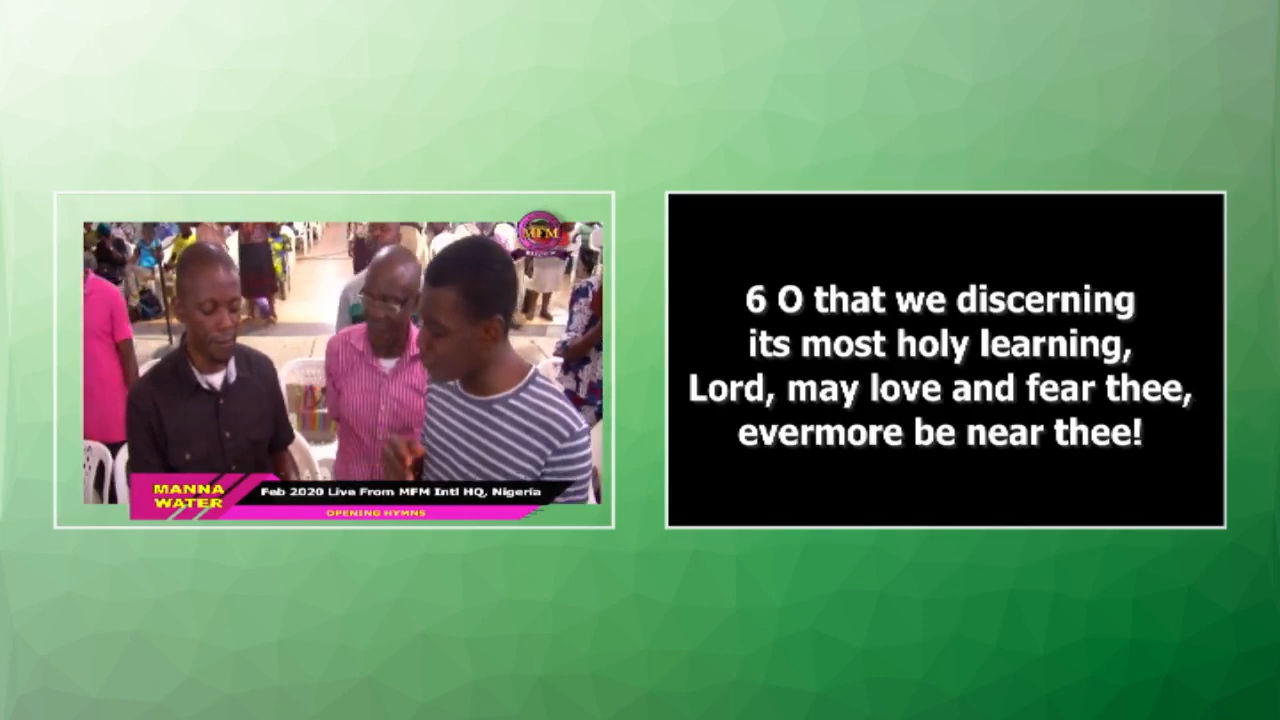 MFM
MANNA
WATER
Feb 2020 Live From MFM Intl HQ, Nigeria
OPENING HYMNS
6 O that we discerning
its most holy learning,
Lord, may love and fear thee,
evermore be near thee!